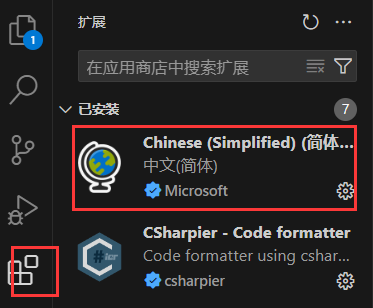 扩展
1
在应用商店中搜索扩展
已安装
7
Chinese (Simplified) (简体...
中文(简体)
Microsoft
CSharpier - Code formatter
Code formatter using cshar...
csharpier